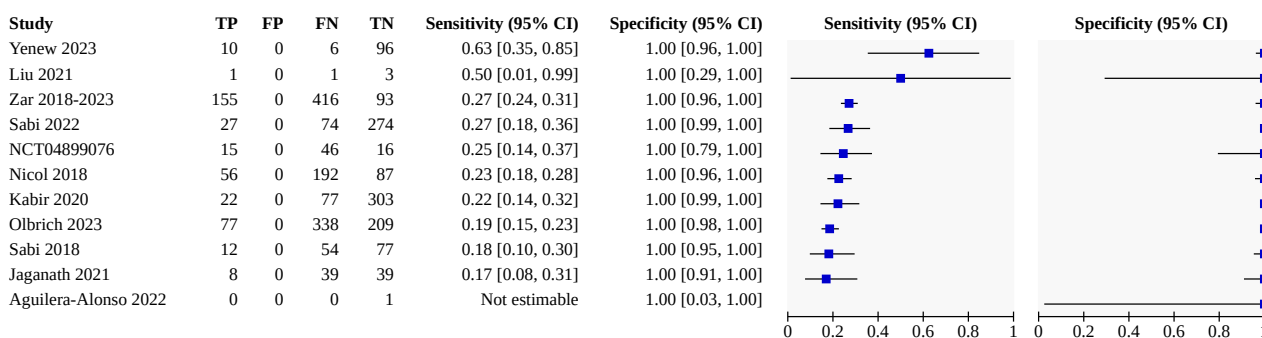 Study TP FP FN TN Sensitivity (95% CI) Specificity (95% CI) Sensitivity (95% CI) Specificity (95% CI)
Yenew 2023 10 0 6 96 0.63 [0.35, 0.85] 1.00 [0.96, 1.00]
Liu 2021 1 0 1 3 0.50 [0.01, 0.99] 1.00 [0.29, 1.00]
Zar 2018-2023 155 0 416 93 0.27 [0.24, 0.31] 1.00 [0.96, 1.00]
Sabi 2022 27 0 74 274 0.27 [0.18, 0.36] 1.00 [0.99, 1.00]
NCT04899076 15 0 46 16 0.25 [0.14, 0.37] 1.00 [0.79, 1.00]
Nicol 2018 56 0 192 87 0.23 [0.18, 0.28] 1.00 [0.96, 1.00]
Kabir 2020 22 0 77 303 0.22 [0.14, 0.32] 1.00 [0.99, 1.00]
Olbrich 2023 77 0 338 209 0.19 [0.15, 0.23] 1.00 [0.98, 1.00]
Sabi 2018 12 0 54 77 0.18 [0.10, 0.30] 1.00 [0.95, 1.00]
Jaganath 2021 8 0 39 39 0.17 [0.08, 0.31] 1.00 [0.91, 1.00]
Aguilera-Alonso 2022 0 0 0 1 Not estimable 1.00 [0.03, 1.00]
0 0.2 0.4 0.6 0.8 1 0 0.2 0.4 0.6 0.8